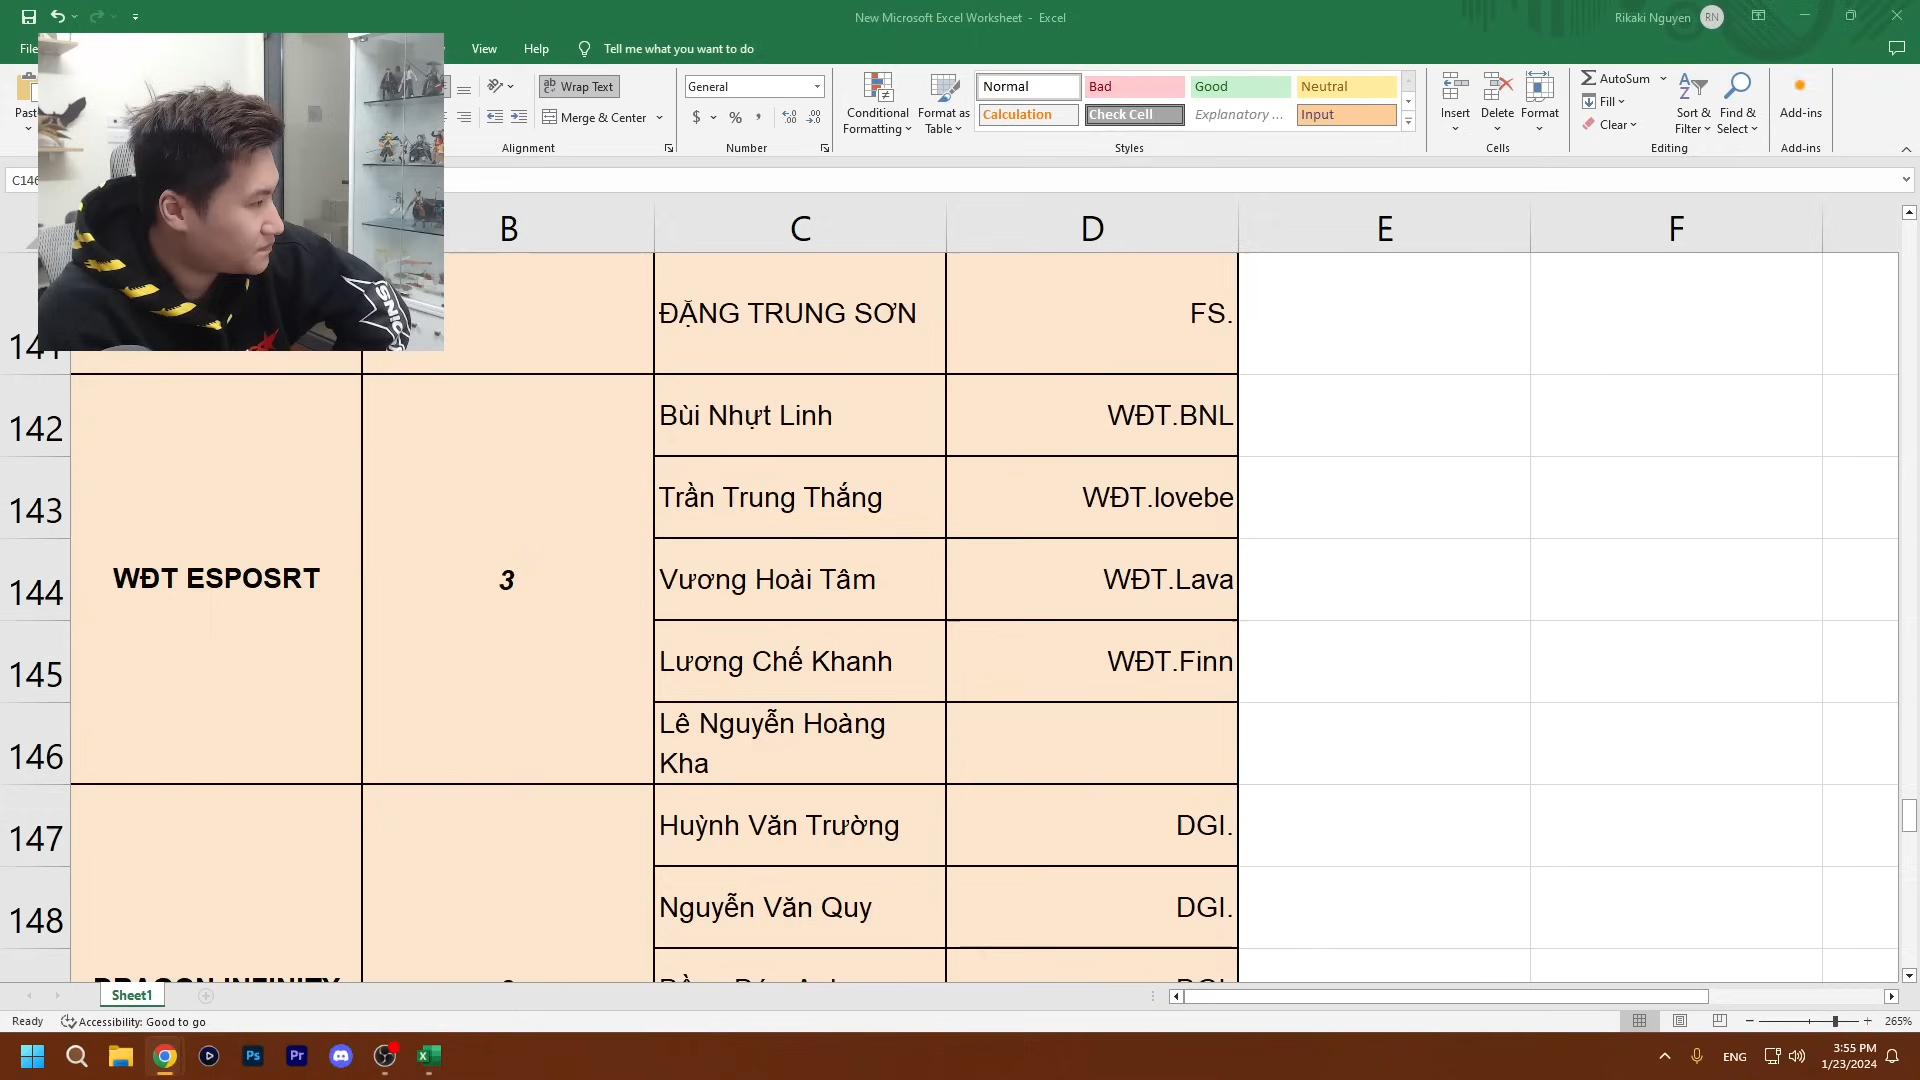 New Microsoft Excel Worksheet - Excel
Rikaki Nguyen RN
File View Help Tell me what you want to do
Paste
Wrap Text
Merge & Center
Alignment
General
$ % ,
Number
Conditional Formatting
Format as Table
Normal Bad Good Neutral
Calculation Check Cell Explanatory ... Input
Styles
Insert Delete Format
Cells
AutoSum
Fill
Clear
Sort & Filter
Find & Select
Editing
Add-ins
Add-ins
C146
B C D E F
141 ĐẶNG TRUNG SƠN FS.
142 Bùi Nhựt Linh WĐT.BNL
143 Trần Trung Thắng WĐT.lovebe
WĐT ESPOSRT 3
144 Vương Hoài Tâm WĐT.Lava
145 Lương Chế Khanh WĐT.Finn
146 Lê Nguyễn Hoàng
Kha
147 Huỳnh Văn Trường DGI.
148 Nguyễn Văn Quy DGI.
DRAGON INFINITY
Sheet1
Ready Accessibility: Good to go
265%
Ps Pr
ENG
3:55 PM
1/23/2024